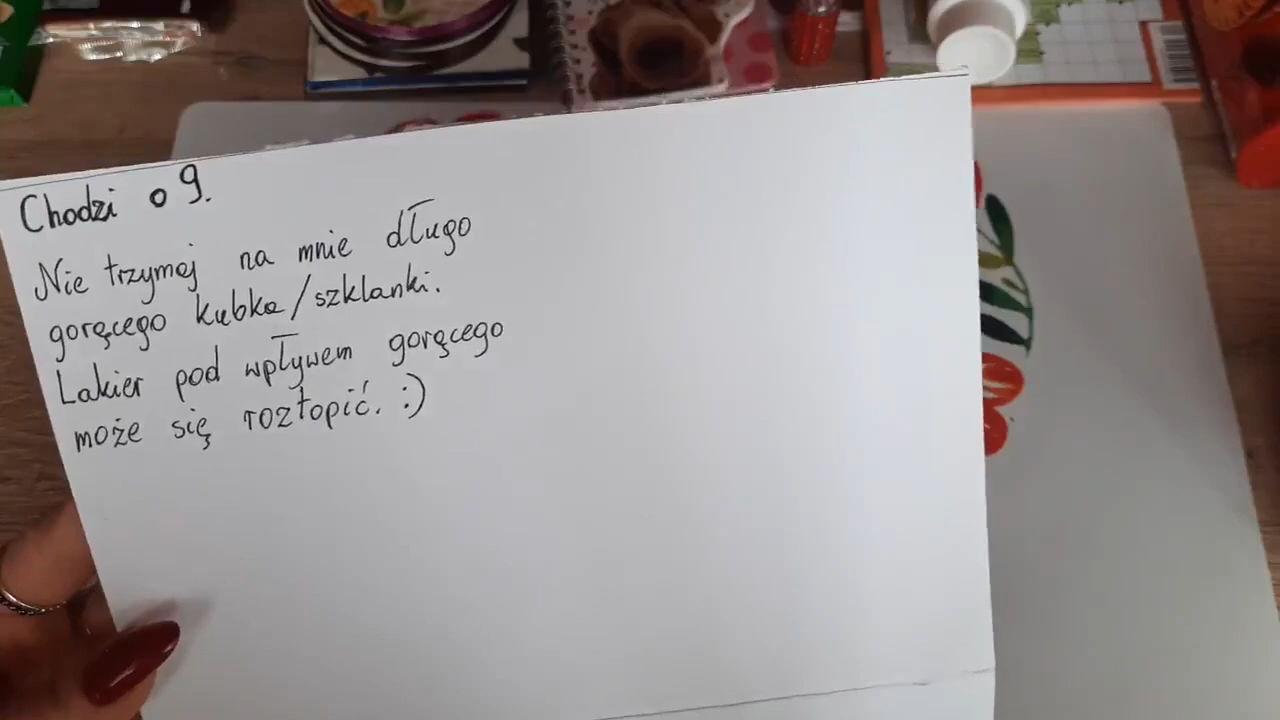 Chodzi o 9.
Nie trzymaj na mnie długo
gorącego kubka/szklanki.
Lakier pod wpływem gorącego
może się roztopić. :)